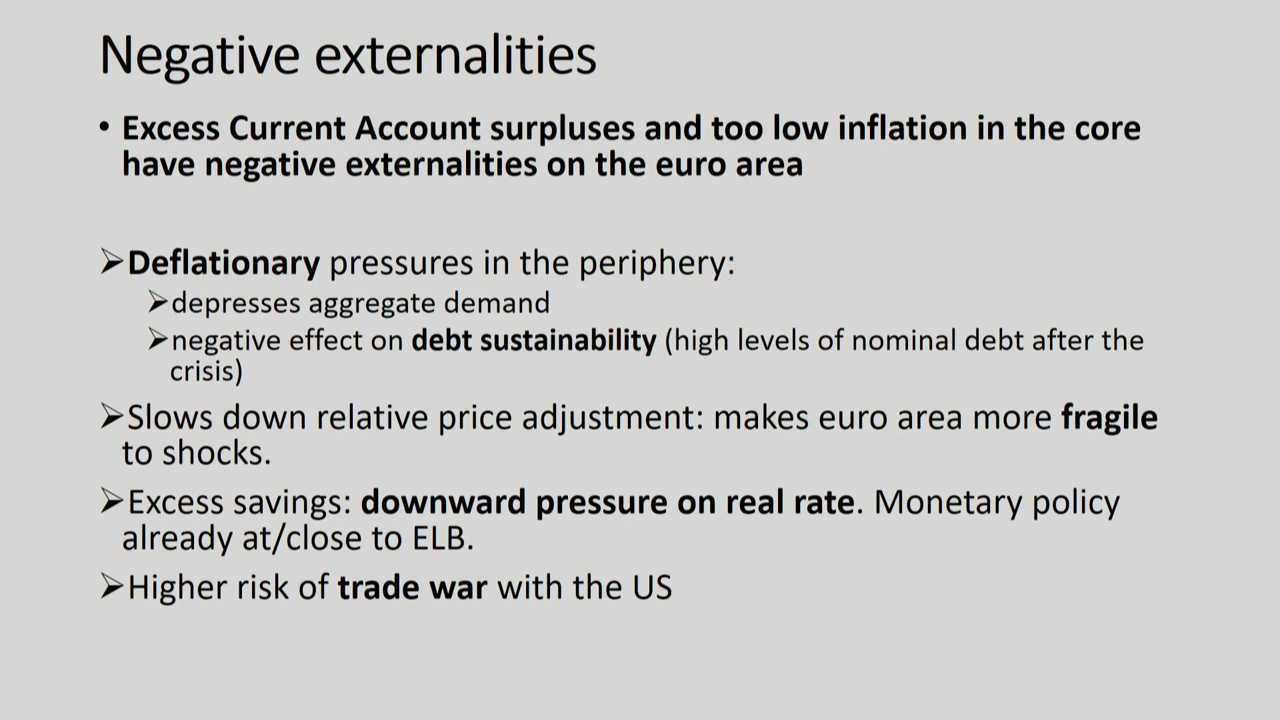 Negative externalities
• Excess Current Account surpluses and too low inflation in the core
have negative externalities on the euro area
➢Deflationary pressures in the periphery:
➢depresses aggregate demand
➢negative effect on debt sustainability (high levels of nominal debt after the
crisis)
➢Slows down relative price adjustment: makes euro area more fragile
to shocks.
➢Excess savings: downward pressure on real rate. Monetary policy
already at/close to ELB.
➢Higher risk of trade war with the US